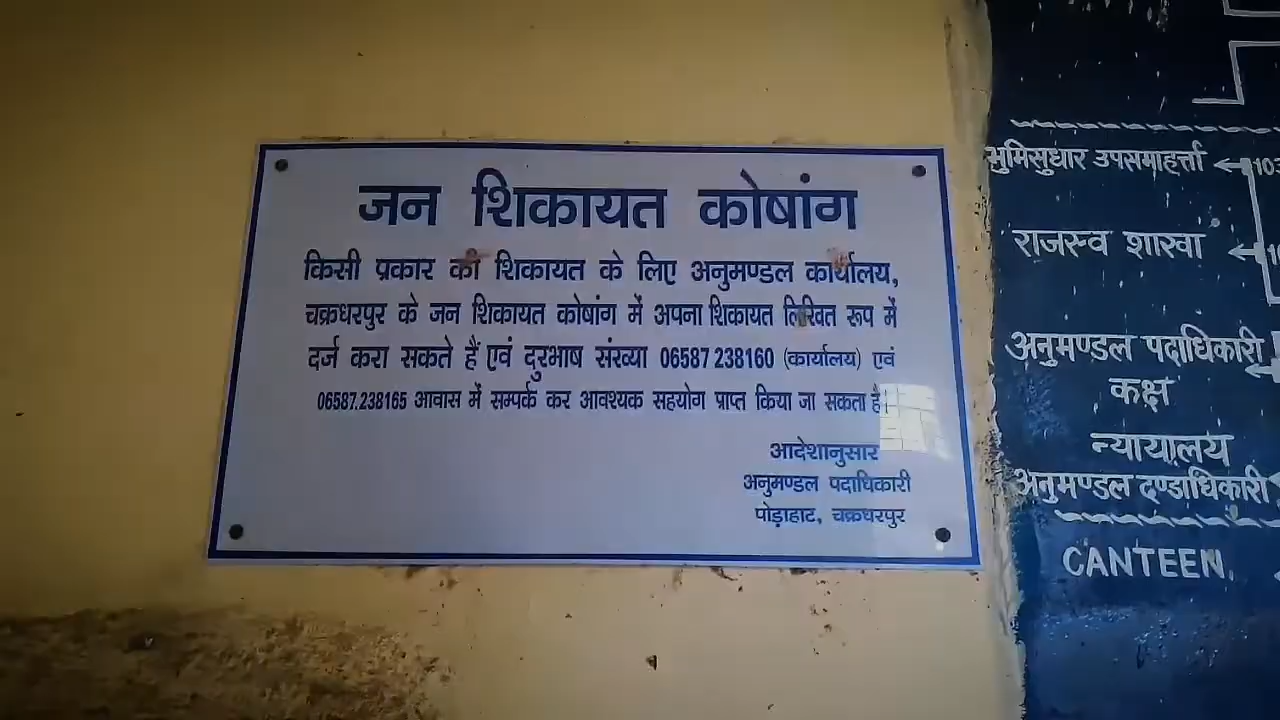 जन शिकायत कोषांग
किसी प्रकार की शिकायत के लिए अनुमण्डल कार्यालय,
चक्रधरपुर के जन शिकायत कोषांग में अपना शिकायत लिखित रूप में
दर्ज करा सकते हैं एवं दुरभाष संख्या 06587 238160 (कार्यालय) एवं
06587,238165 आवास में सम्पर्क कर आवश्यक सहयोग प्राप्त किया जा सकता है।
आदेशानुसार
अनुमण्डल पदाधिकारी
पोड़ाहाट, चक्रधरपुर
भुमिसुधार उपसमाहर्त्ता
राजस्व शाखा
अनुमण्डल पदाधिकारी
कक्ष
न्यायालय
अनुमण्डल दण्डाधिकारी
CANTEEN.